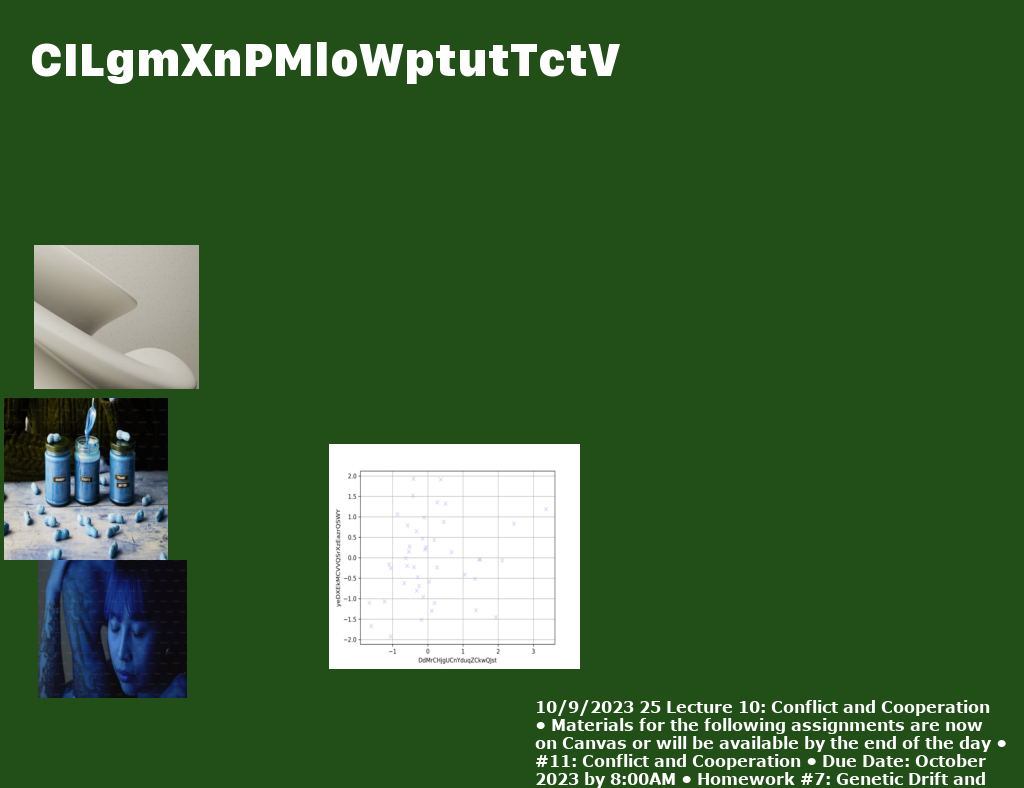 CILgmXnPMloWptutTctV
2.0
1.5
1.0
0.5
0.0
−0.5
−1.0
−1.5
−2.0
−1 0 1 2 3
DdMrCHjgUCnYduqZCkwQJst
10/9/2023 25 Lecture 10: Conflict and Cooperation
• Materials for the following assignments are now
on Canvas or will be available by the end of the day •
#11: Conflict and Cooperation • Due Date: October
2023 by 8:00AM • Homework #7: Genetic Drift and